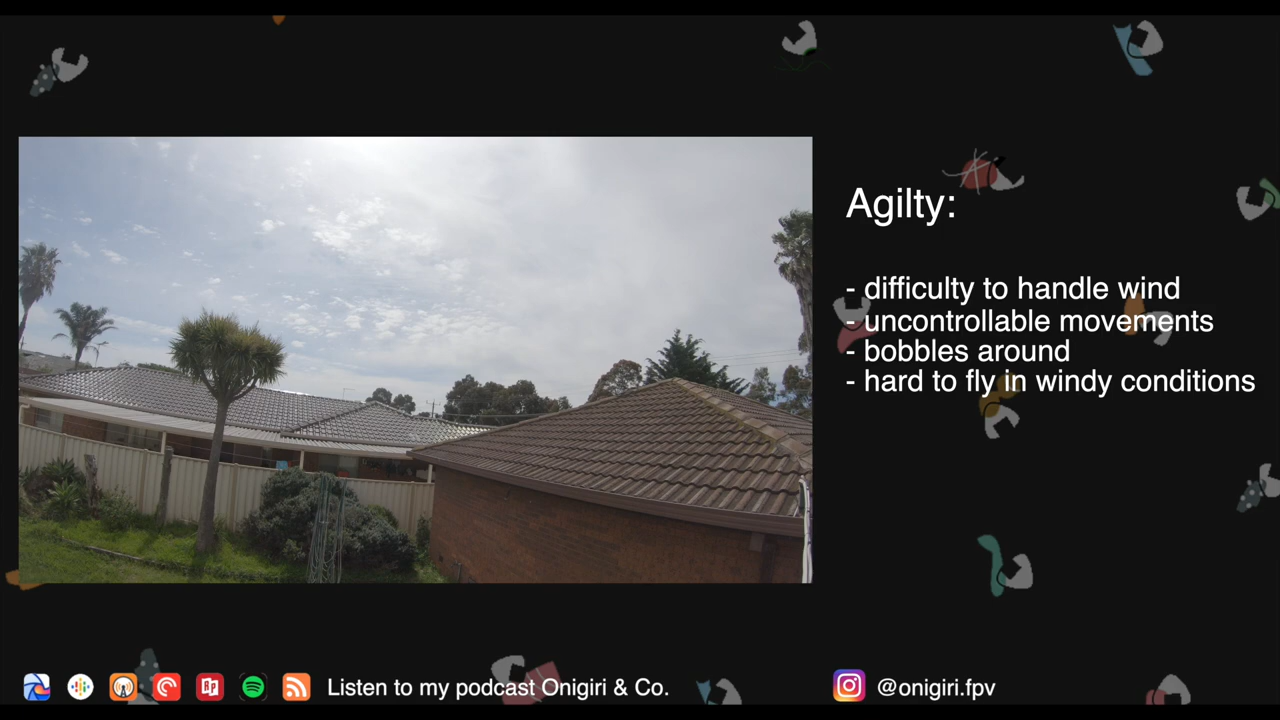 Agilty:
- difficulty to handle wind
- uncontrollable movements
- bobbles around
- hard to fly in windy conditions
RP
Listen to my podcast Onigiri & Co.
@onigiri.fpv